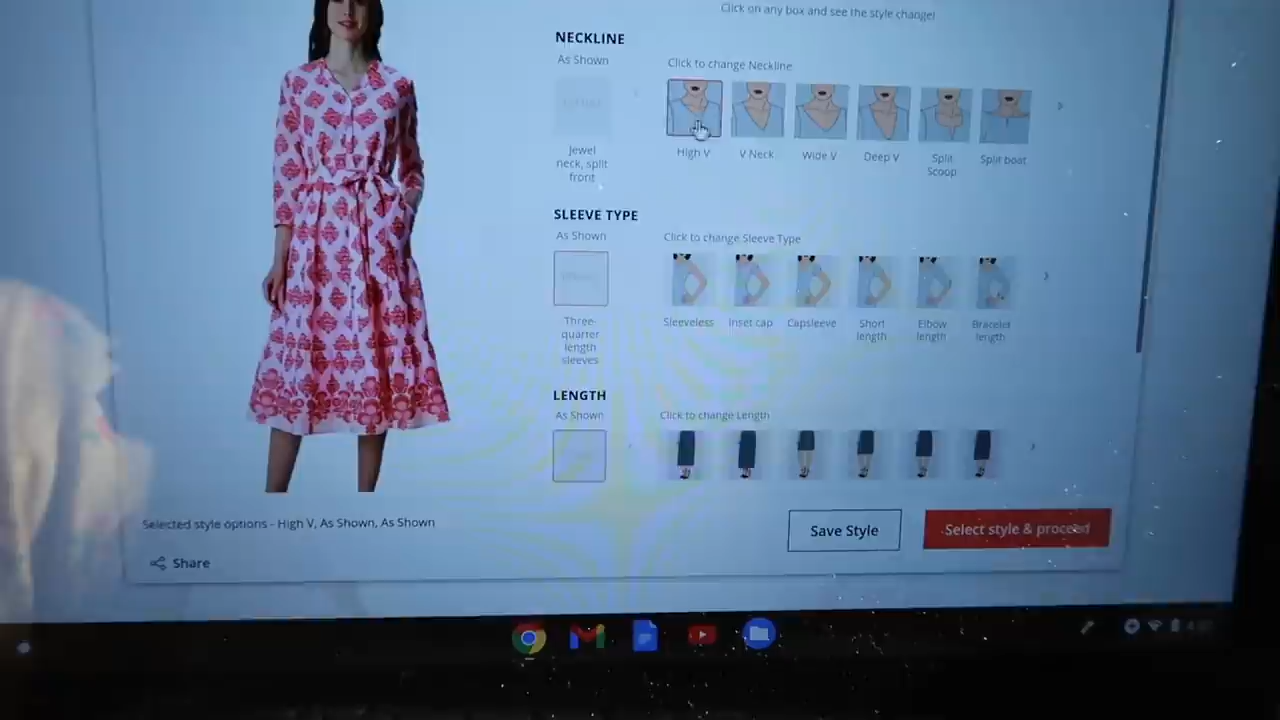 Click on any box and see the style change!
NECKLINE
As Shown
Click to change Neckline
Jewel
neck, split
front
High V
V Neck
Wide V
Deep V
Split
Scoop
Split boat
SLEEVE TYPE
As Shown
Click to change Sleeve Type
Three-
quarter
length
sleeves
Sleeveless
Inset cap
Capsleeve
Short
length
Elbow
length
Bracelet
length
LENGTH
As Shown
Click to change Length
Selected style options - High V, As Shown, As Shown
Save Style
Select style & proceed
Share